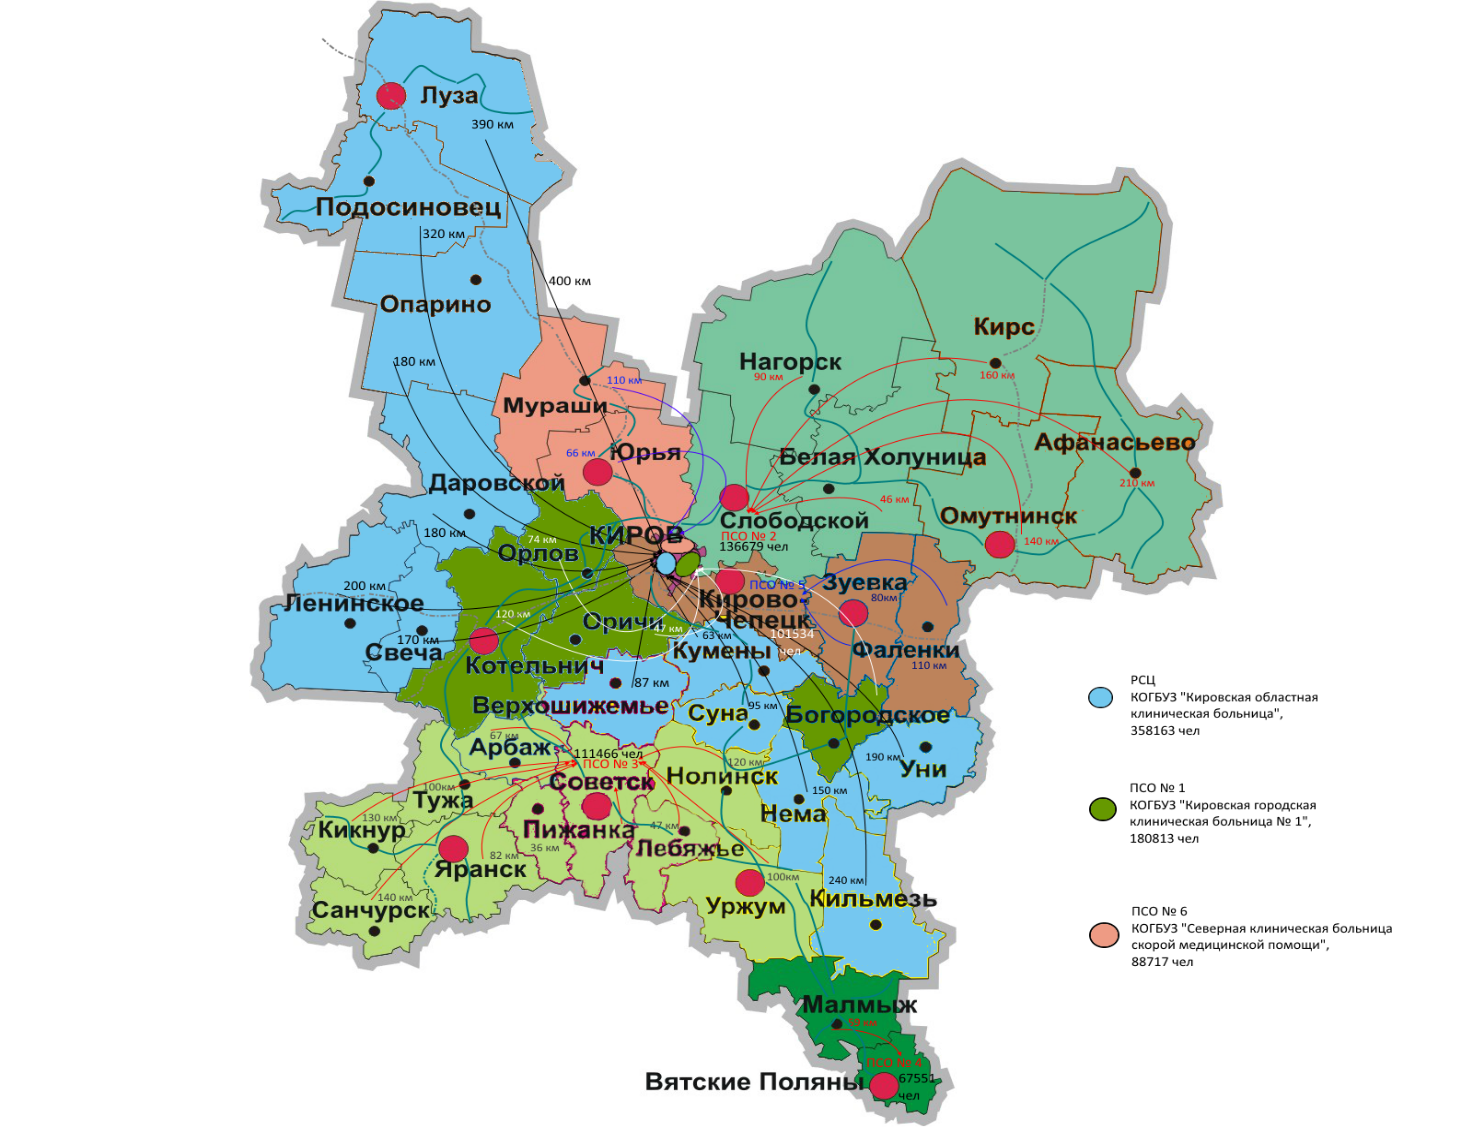 Луза
390 км
Подосиновец
320 км
400 км
Опарино
180 км
Кирс
Нагорск
90 км
160 км
110 км
Мураши
Юрья
66 км
Афанасьево
Белая Холуница
210 км
Даровской
46 км
Омутнинск
Слободской
180 км
КИРОВ
ПСО № 2
136679 чел
74 км
140 км
Орлов
200 км
ПСО № 5
Зуевка
Ленинское
Кирово-
80км
120 км
Оричи
47 км
63 км
Чепецк
101534
чел
170 км
Свеча
Кумены
Фаленки
110 км
Котельнич
87 км
Верхошижемье
Суна
95 км
Богородское
67 км
Арбаж
111466 чел
ПСО № 3
190 км
Уни
120 км
Нолинск
Советск
100км
Тужа
150 км
Нема
130 км
Кикнур
Пижанка
47 км
36 км
Лебяжье
82 км
Яранск
100км
240 км
140 км
Санчурск
Уржум
Кильмезь
Малмыж
55 км
ПСО № 4
Вятские Поляны
67551
чел
РСЦ
КОГБУЗ "Кировская областная
клиническая больница",
358163 чел
ПСО № 1
КОГБУЗ "Кировская городская
клиническая больница № 1",
180813 чел
ПСО № 6
КОГБУЗ "Северная клиническая больница
скорой медицинской помощи",
88717 чел